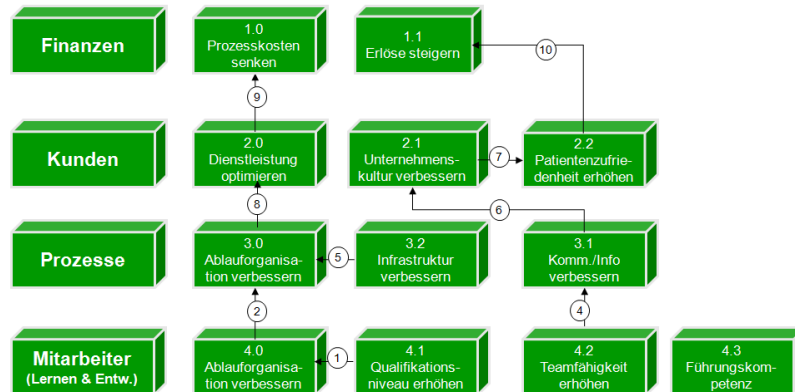 Finanzen
1.0
Prozesskosten
senken
1.1
Erlöse steigern
10
9
Kunden
2.0
Dienstleistung
optimieren
2.1
Unternehmens-
kultur verbessern
7
2.2
Patientenzufrie-
denheit erhöhen
8
6
Prozesse
3.0
Ablauforganisa-
tion verbessern
5
3.2
Infrastruktur
verbessern
3.1
Komm./Info
verbessern
2
4
Mitarbeiter
(Lernen & Entw.)
4.0
Ablauforganisa-
tion verbessern
1
4.1
Qualifikations-
niveau erhöhen
4.2
Teamfähigkeit
erhöhen
4.3
Führungskom-
petenz